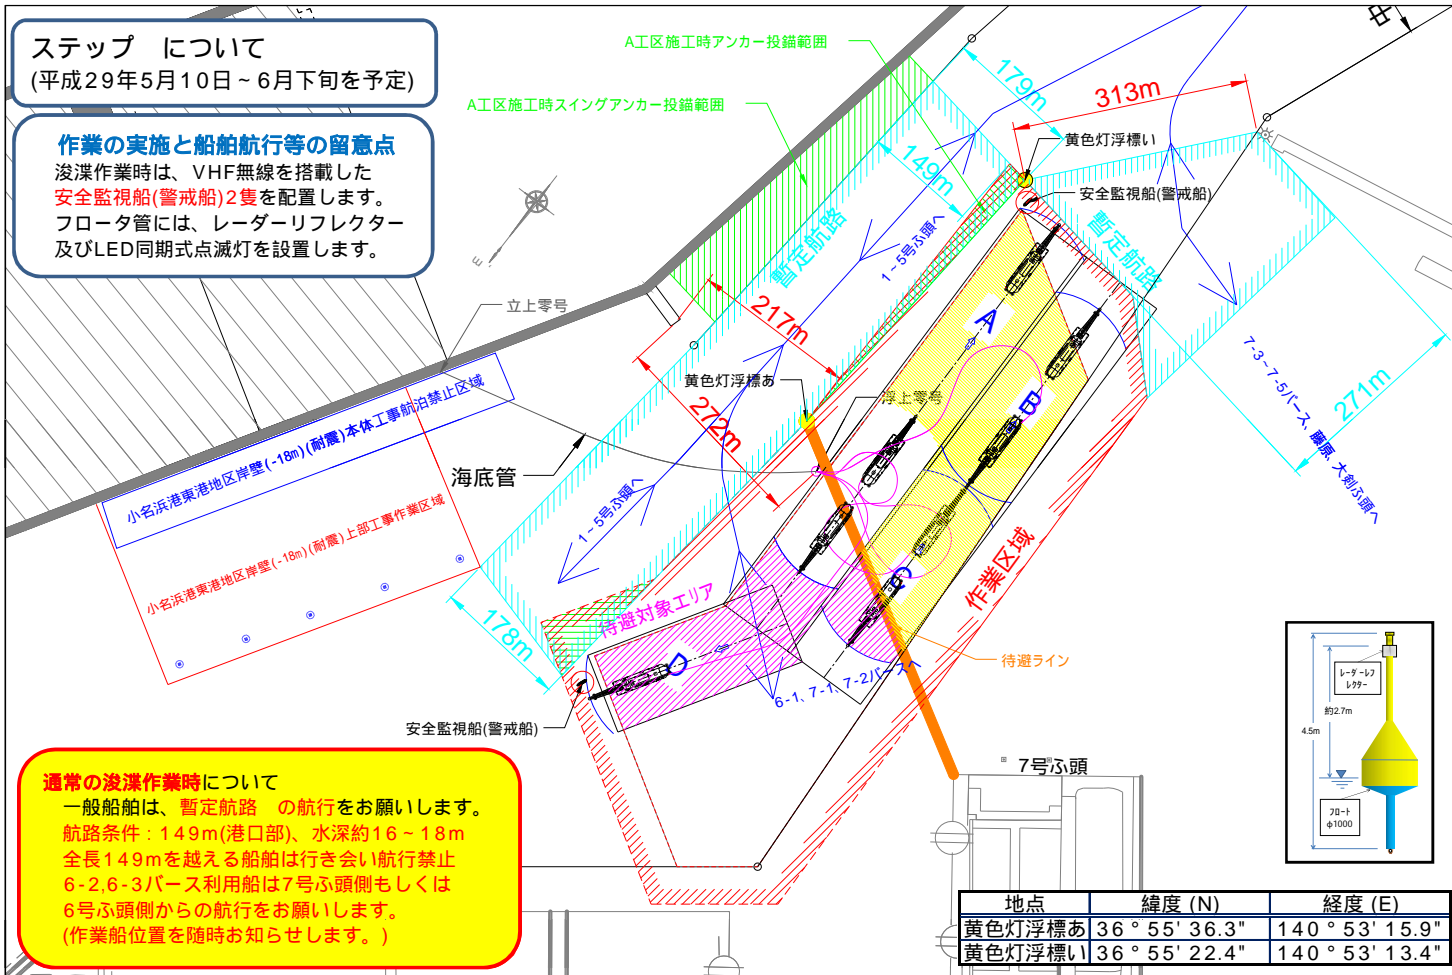 ステップ　について
(平成29年5月10日~6月下旬を予定)
作業の実施と船舶航行等の留意点
浚渫作業時は、VHF無線を搭載した
安全監視船(警戒船)2隻を配置します。
フロータ管には、レーダーリフレクター
及びLED同期式点滅灯を設置します。
A工区施工時アンカー投錨範囲
A工区施工時スイングアンカー投錨範囲
中
179m
313m
黄色灯浮標い
149m
安全監視船(警戒船)
暫定航路
1~5号ふ頭へ
暫定航路
E
立上零号
217m
A
7-3~7-5バース、藤原、大剣ふ頭へ
271m
黄色灯浮標あ
272m
B
小名浜港東港地区岸壁(-18m)(耐震)本体工事航泊禁止区域
小名浜港東港地区岸壁(-18m)(耐震)上部工事作業区域
海底管
1~5号ふ頭へ
C
作業区域
待避対象エリア
178m
D
待避ライン
6-1、7-1、7-2バースへ
安全監視船(警戒船)
7号ふ頭
レーダーレフ
レクター
約2.7m
4.5m
フロート
φ1000
通常の浚渫作業時について
一般船舶は、暫定航路　の航行をお願いします。
航路条件：149m(港口部)、水深約16~18m
全長149mを越える船舶は行き会い航行禁止
6-2,6-3バース利用船は7号ふ頭側もしくは
6号ふ頭側からの航行をお願いします。
(作業船位置を随時お知らせします。)
地点 緯度 (N) 経度 (E)
黄色灯浮標あ 36°55'36.3" 140°53'15.9"
黄色灯浮標い 36°55'22.4" 140°53'13.4"